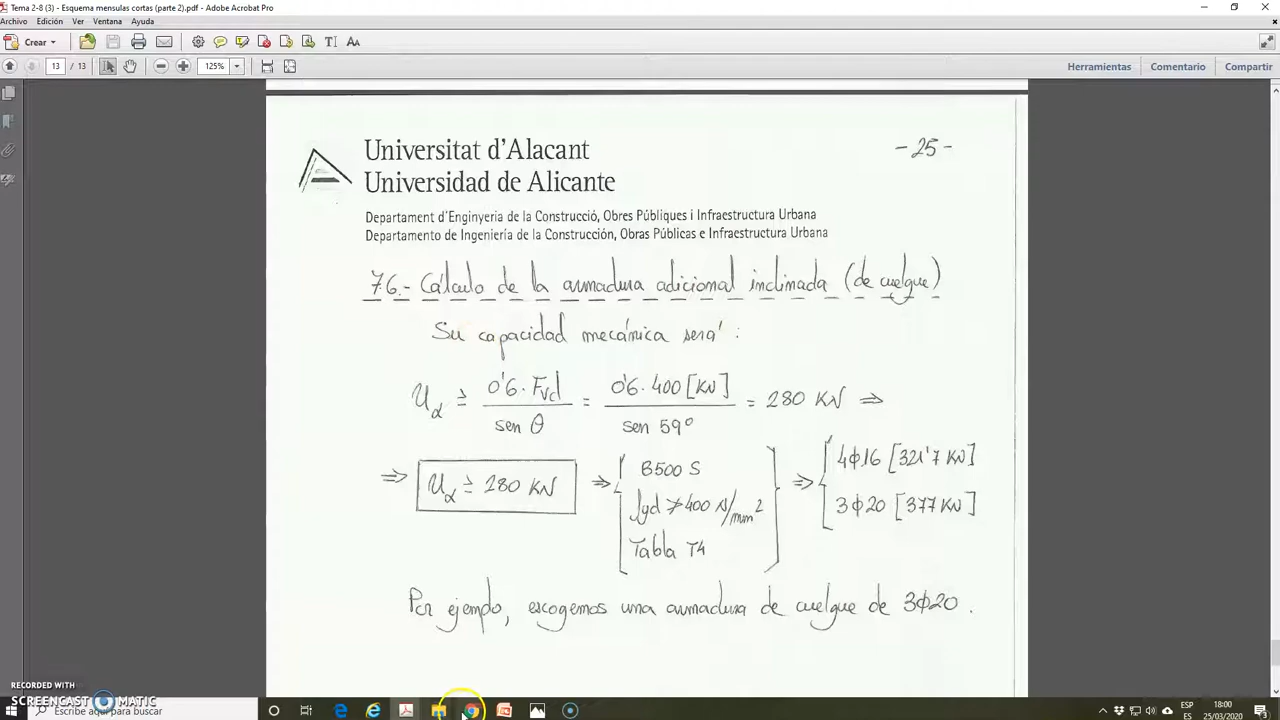 Tema 2-8 (3) - Esquema mensulas cortas (parte 2).pdf - Adobe Acrobat Pro
Archivo Edición Ver Ventana Ayuda
Crear
13 / 13 125% Herramientas Comentario Compartir
Universitat d'Alacant
Universidad de Alicante
-25-
Departament d'Enginyeria de la Construcció, Obres Públiques i Infraestructura Urbana
Departamento de Ingeniería de la Construcción, Obras Públicas e Infraestructura Urbana
7.6.- Cálculo de la armadura adicional inclinada (de cuelgue)
Su capacidad mecánica será:
Uα ≥ 0'6·Fvd / sen θ = 0'6·400 [KN] / sen 59º = 280 KN ⇒
⇒ Uα ≥ 280 KN ⇒ { B500 S
fyd ≯ 400 N/mm²
Tabla T4 } ⇒ { 4ϕ16 [321'7 KN]
3ϕ20 [377 KN]
Por ejemplo, escogemos una armadura de cuelgue de 3ϕ20.
RECORDED WITH
SCREENCAST MATIC
Escribe aquí para buscar
ESP
SP
18:00
25/03/2020